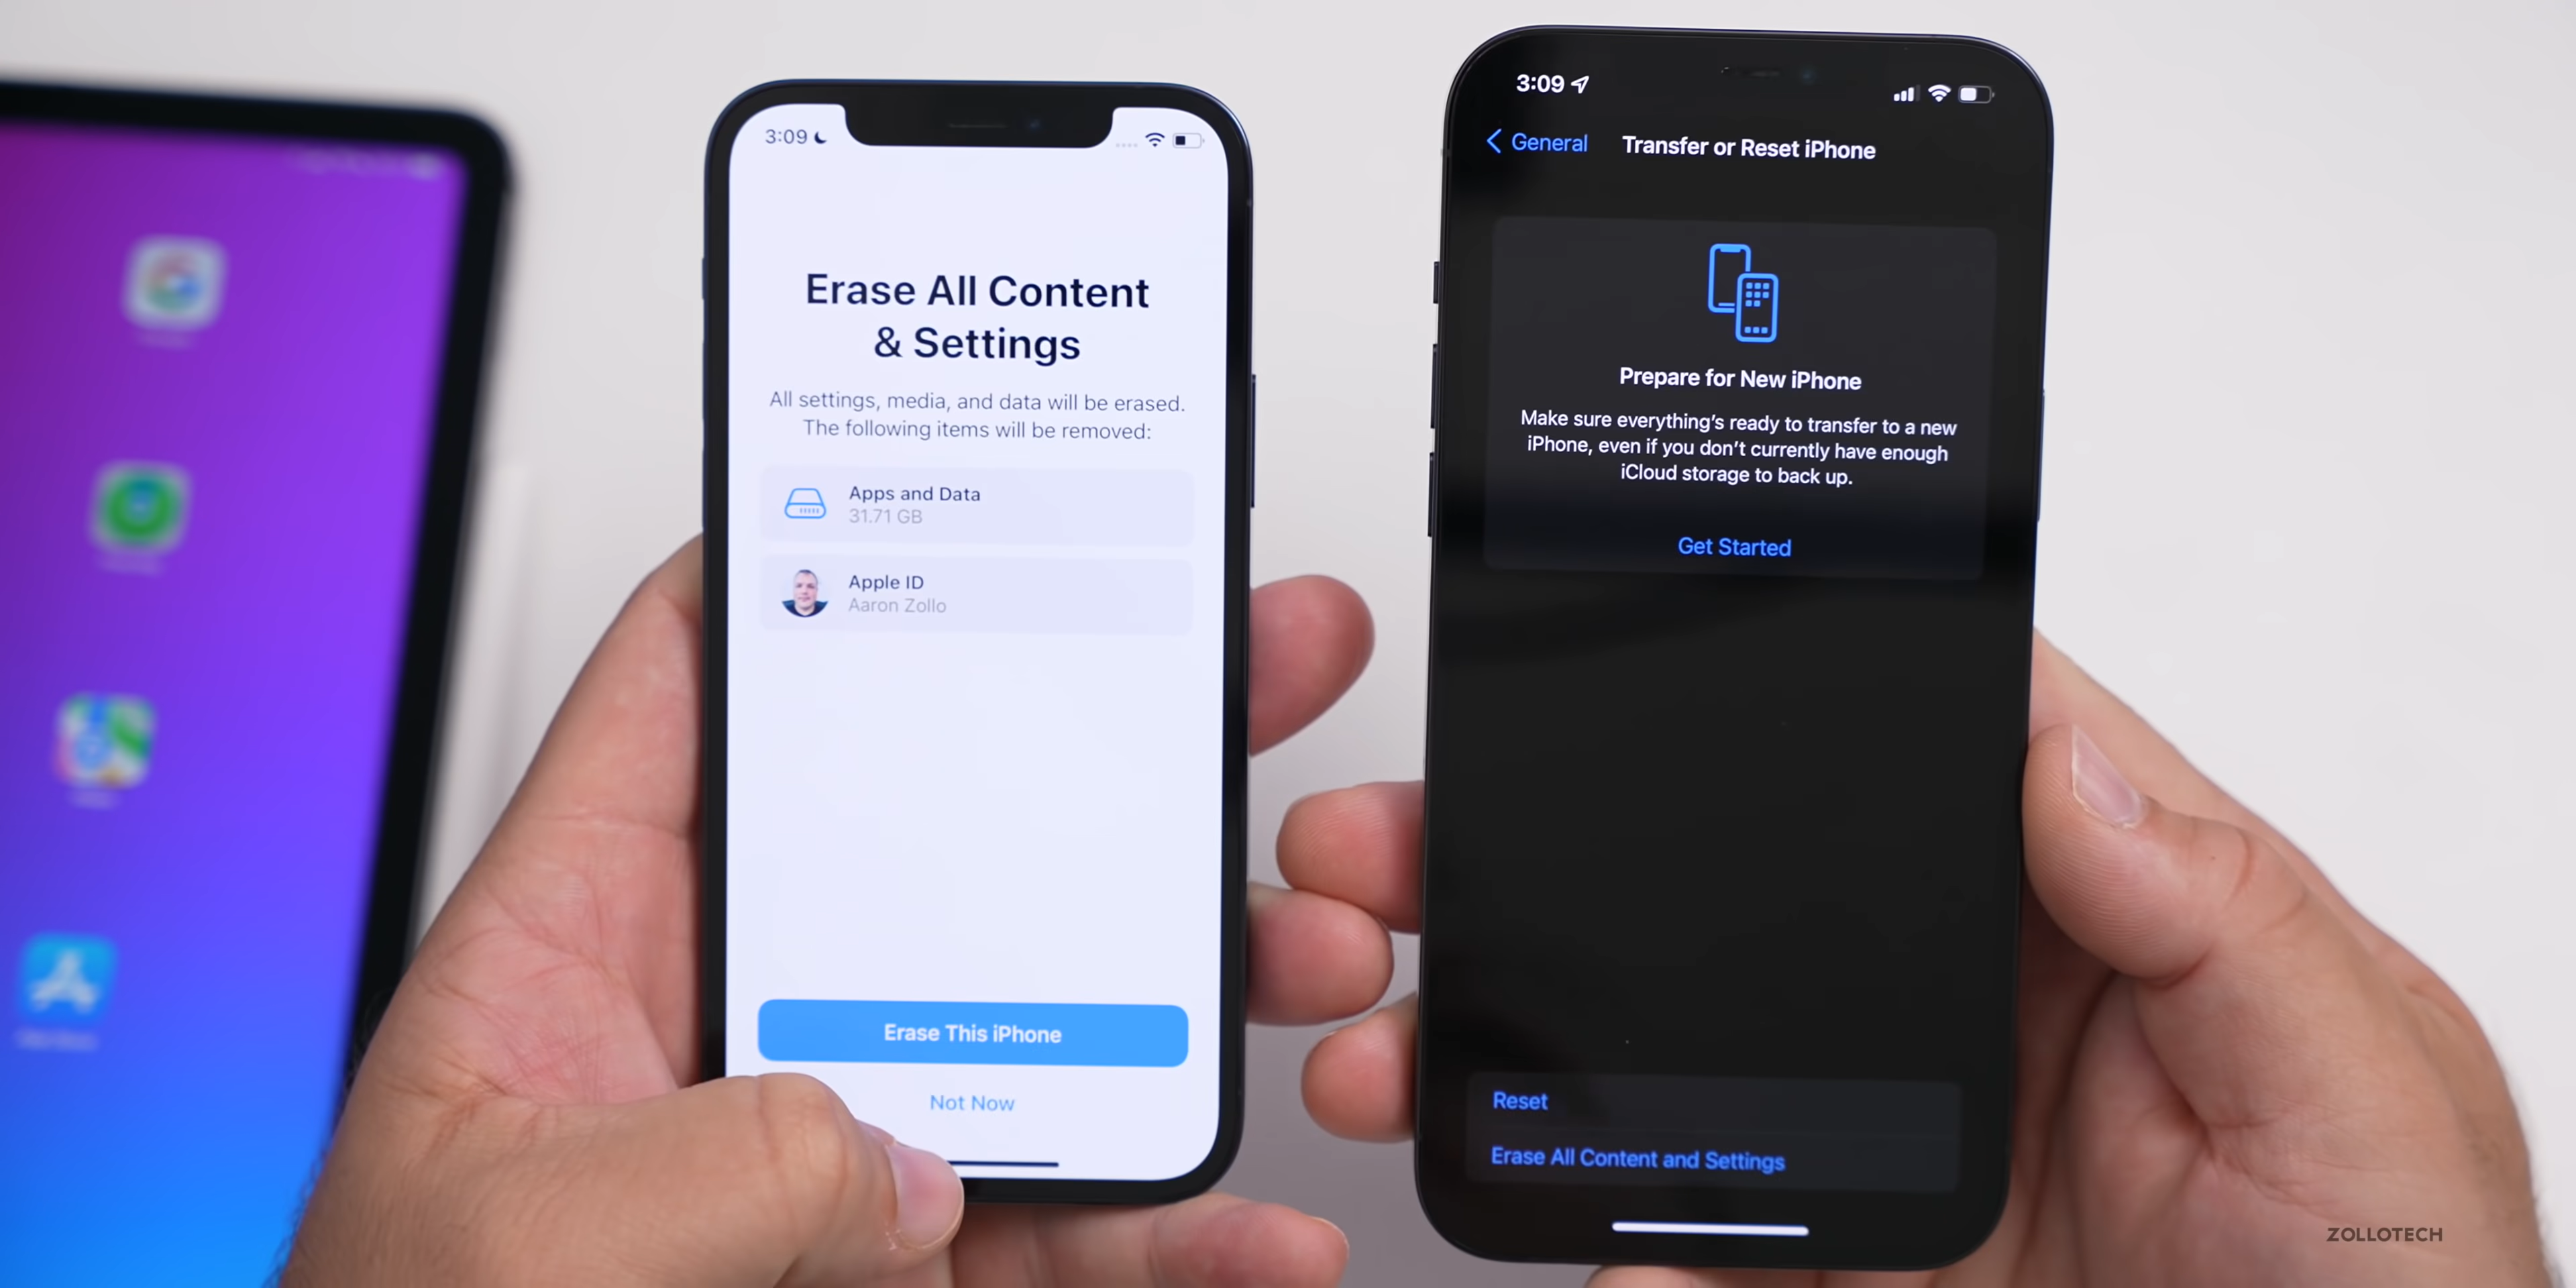 3:09
Erase All Content
& Settings
All settings, media, and data will be erased.
The following items will be removed:
Apps and Data
31.71 GB
Apple ID
Aaron Zollo
Erase This iPhone
Not Now
3:09
General
Transfer or Reset iPhone
Prepare for New iPhone
Make sure everything's ready to transfer to a new
iPhone, even if you don't currently have enough
iCloud storage to back up.
Get Started
Reset
Erase All Content and Settings
ZOLLOTECH